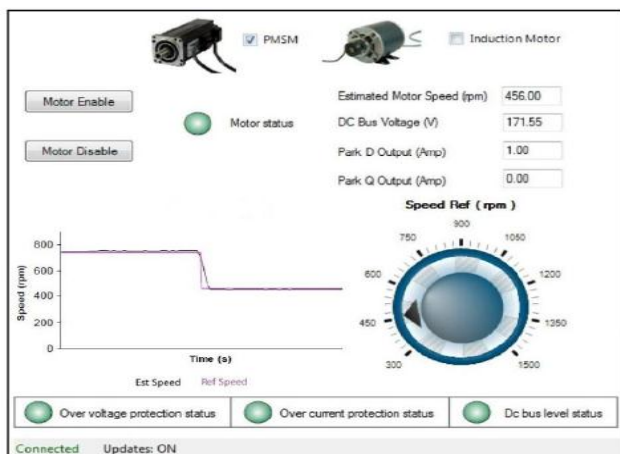 PMSM
Induction Motor
Motor Enable
Motor Disable
Motor status
Estimated Motor Speed (rpm) 456.00
DC Bus Voltage (V) 171.55
Park D Output (Amp) 1.00
Park Q Output (Amp) 0.00
Speed Ref ( rpm )
300
450
600
750
900
1050
1200
1350
1500
Speed (rpm)
800
600
400
200
0
Time (s)
Est Speed Ref Speed
Over voltage protection status
Over current protection status
Dc bus level status
Connected Updates: ON